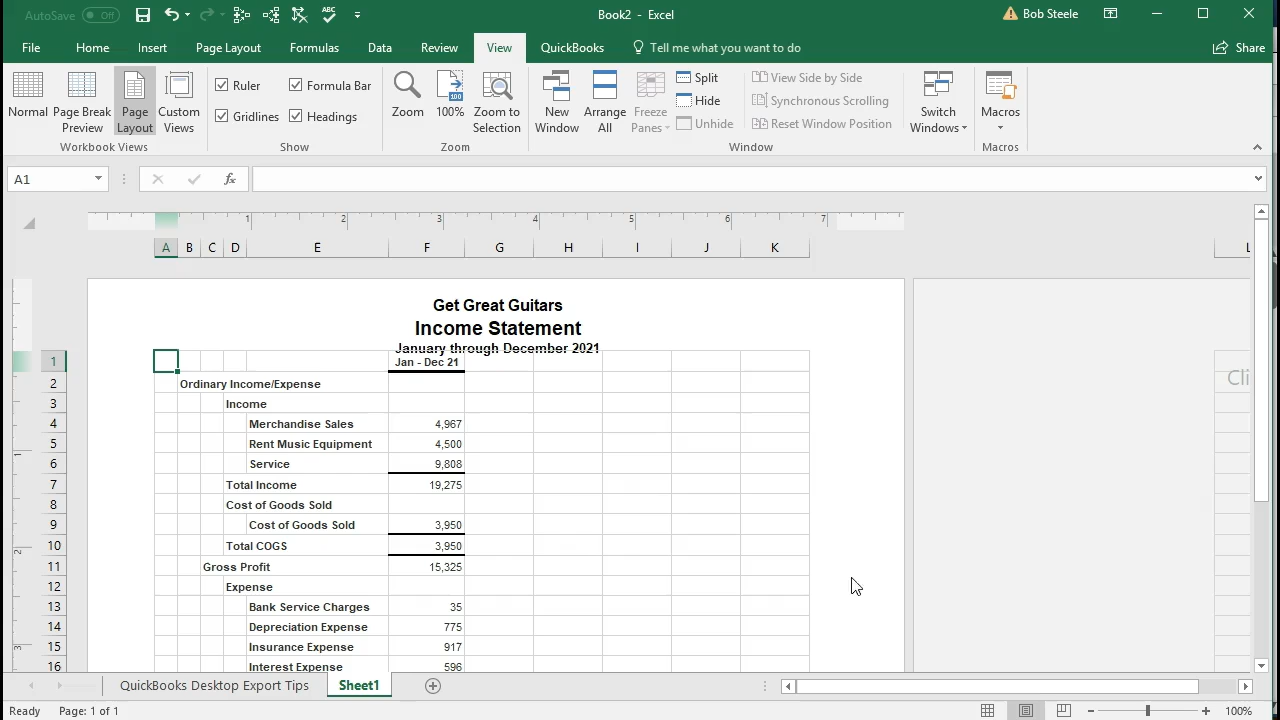 AutoSave Off
Book2 - Excel
Bob Steele
File Home Insert Page Layout Formulas Data Review View QuickBooks Tell me what you want to do Share
Normal Page Break Preview Page Layout Custom Views
Workbook Views
Ruler Formula Bar
Gridlines Headings
Show
Zoom 100% Zoom to Selection
Zoom
New Window Arrange All Freeze Panes
Split
Hide
Unhide
View Side by Side
Synchronous Scrolling
Reset Window Position
Switch Windows
Window
Macros
Macros
A1
fx
1 2 3 4 5 6 7
A B C D E F G H I J K L
Get Great Guitars
Income Statement
January through December 2021
1 Jan - Dec 21
2 Ordinary Income/Expense
3 Income
4 Merchandise Sales 4,967
5 Rent Music Equipment 4,500
6 Service 9,808
7 Total Income 19,275
8 Cost of Goods Sold
9 Cost of Goods Sold 3,950
10 Total COGS 3,950
11 Gross Profit 15,325
12 Expense
13 Bank Service Charges 35
14 Depreciation Expense 775
15 Insurance Expense 917
16 Interest Expense 596
QuickBooks Desktop Export Tips Sheet1
Ready Page: 1 of 1 100%